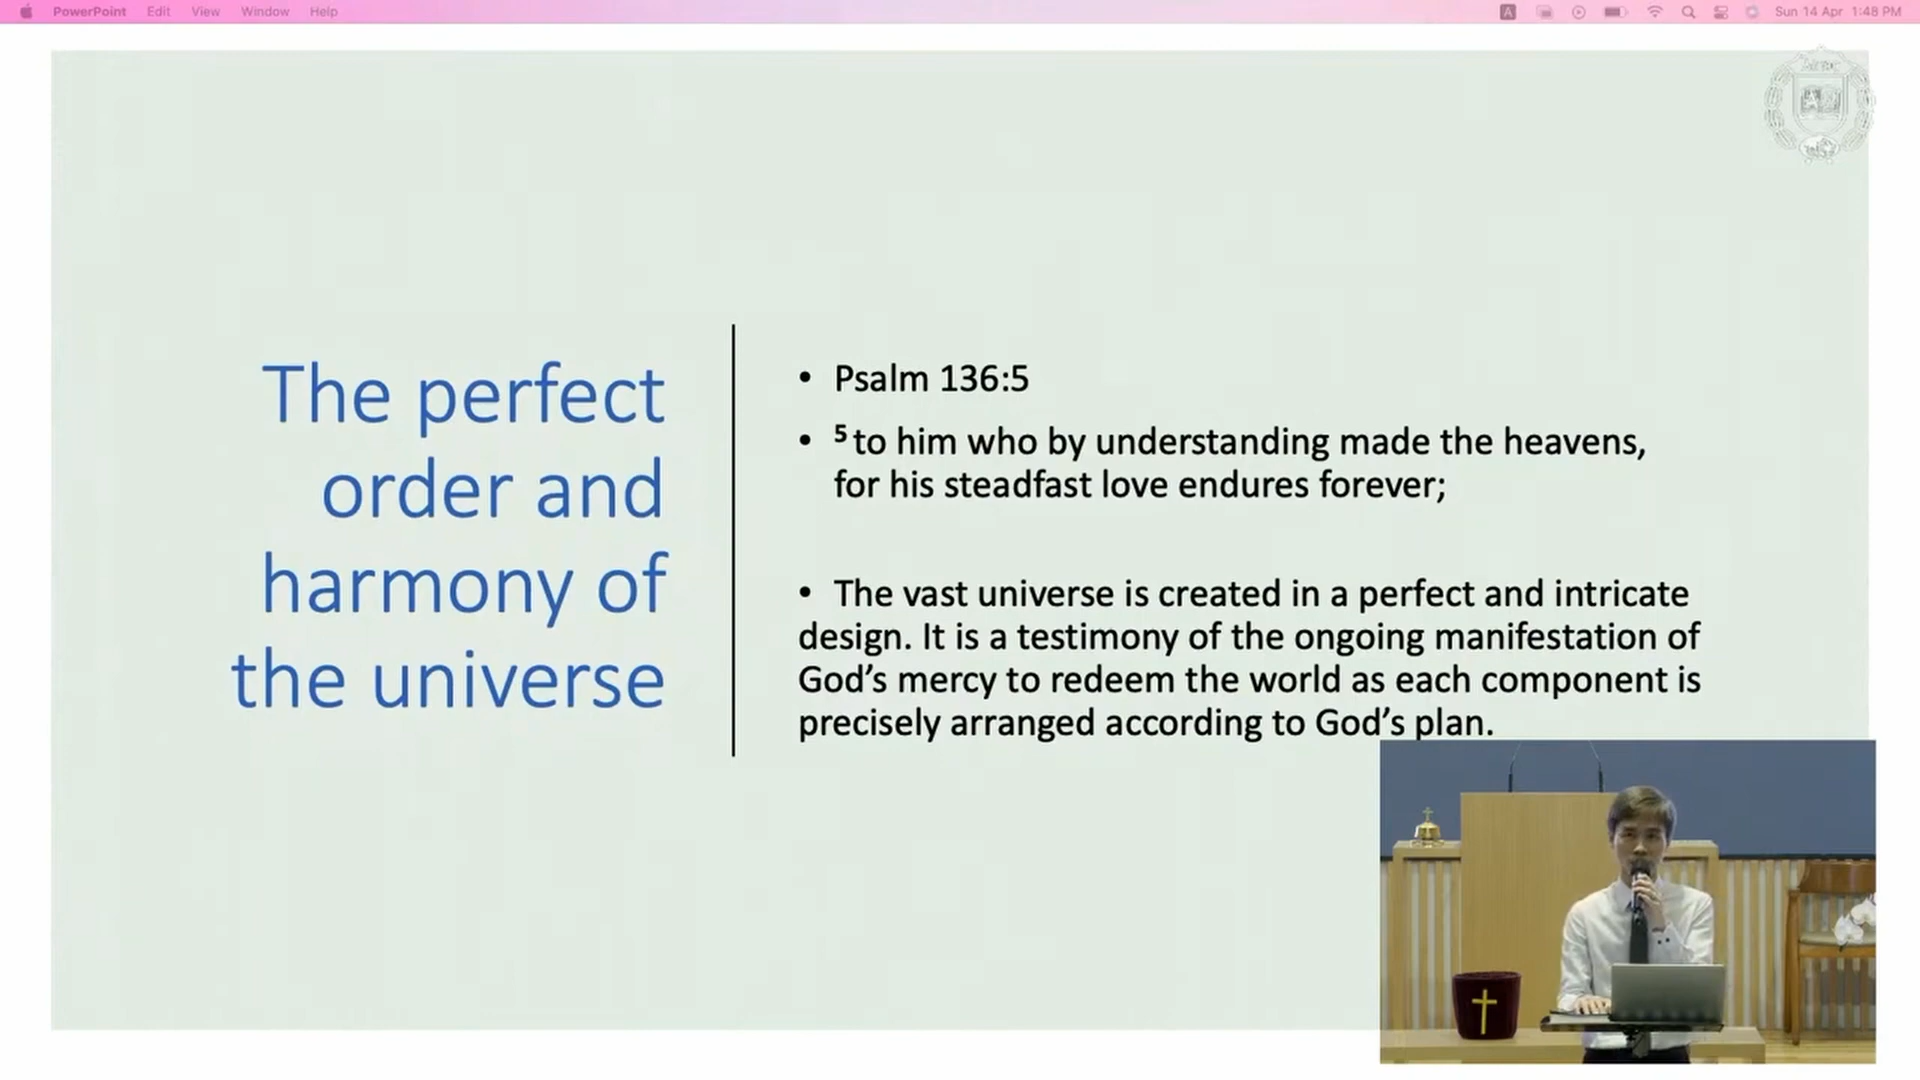 PowerPoint Edit View Window Help
A
Sun 14 Apr 1:48 PM
The perfect
order and
harmony of
the universe
• Psalm 136:5
• ⁵ to him who by understanding made the heavens,
for his steadfast love endures forever;
• The vast universe is created in a perfect and intricate
design. It is a testimony of the ongoing manifestation of
God’s mercy to redeem the world as each component is
precisely arranged according to God’s plan.